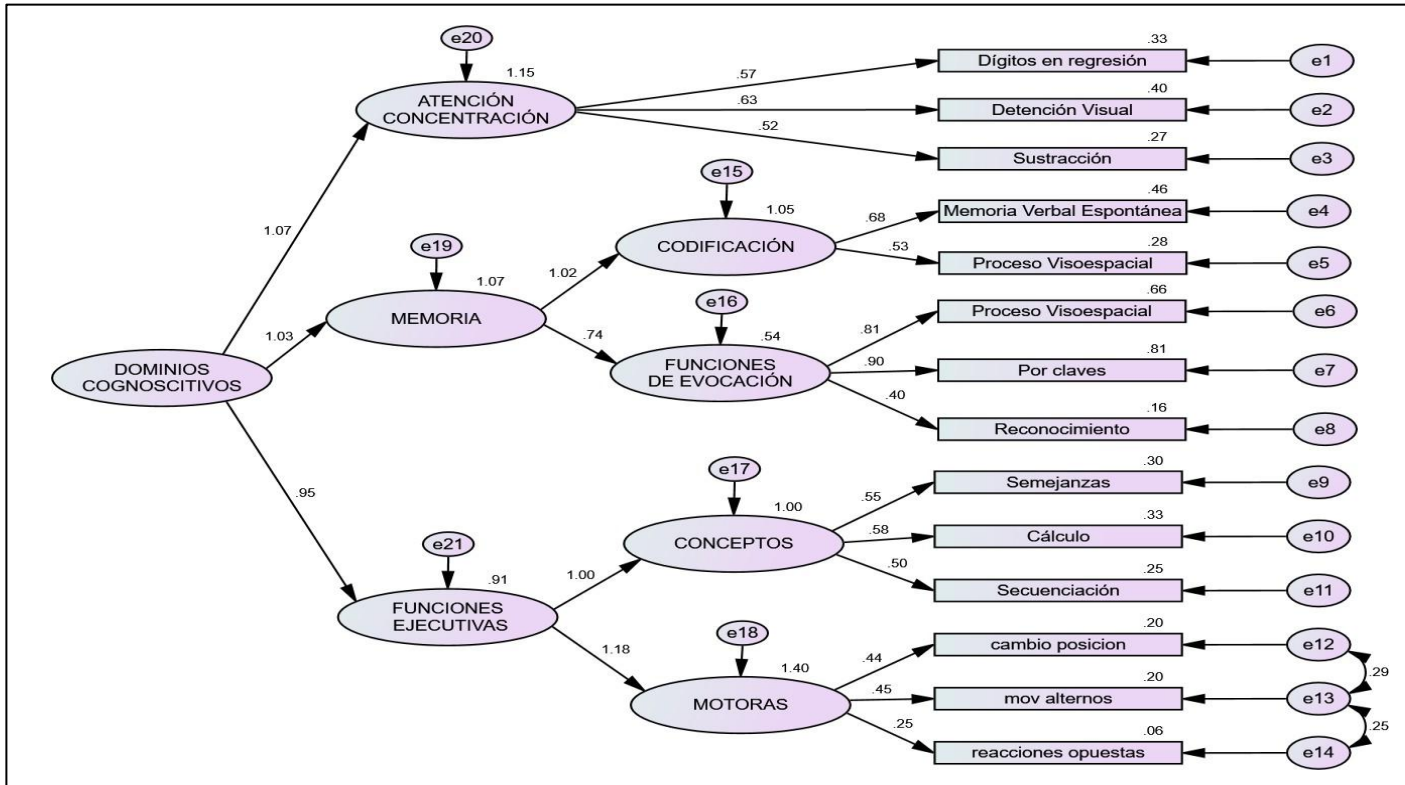 e20
1.15
ATENCIÓN
CONCENTRACIÓN
.57
.63
.52
.33
Dígitos en regresión
e1
.40
Detención Visual
e2
.27
Sustracción
e3
e15
1.05
CODIFICACIÓN
.68
.53
.46
Memoria Verbal Espontánea
e4
.28
Proceso Visoespacial
e5
1.07
e19
1.07
MEMORIA
1.02
.74
e16
.54
FUNCIONES
DE EVOCACIÓN
.81
.90
.40
.66
Proceso Visoespacial
e6
.81
Por claves
e7
.16
Reconocimiento
e8
1.03
DOMINIOS
COGNOSCITIVOS
.95
e17
1.00
CONCEPTOS
.55
.58
.50
.30
Semejanzas
e9
.33
Cálculo
e10
.25
Secuenciación
e11
e21
.91
FUNCIONES
EJECUTIVAS
1.00
1.18
e18
1.40
MOTORAS
.44
.45
.25
.20
cambio posicion
e12
.29
.20
mov alternos
e13
.25
.06
reacciones opuestas
e14